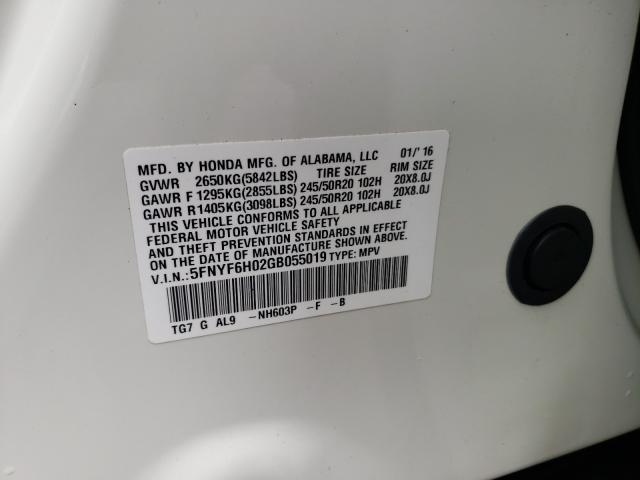 MFD. BY HONDA MFG. OF ALABAMA, LLC 01/'16
GVWR 2650KG(5842LBS) TIRE SIZE RIM SIZE
GAWR F 1295KG(2855LBS) 245/50R20 102H 20X8.0J
GAWR R 1405KG(3098LBS) 245/50R20 102H 20X8.0J
THIS VEHICLE CONFORMS TO ALL APPLICABLE
FEDERAL MOTOR VEHICLE SAFETY
AND THEFT PREVENTION STANDARDS IN EFFECT
ON THE DATE OF MANUFACTURE SHOWN ABOVE.
V.I.N.: 5FNYF6H02GB055019 TYPE: MPV
TG7 G AL9 -NH603P -F -B